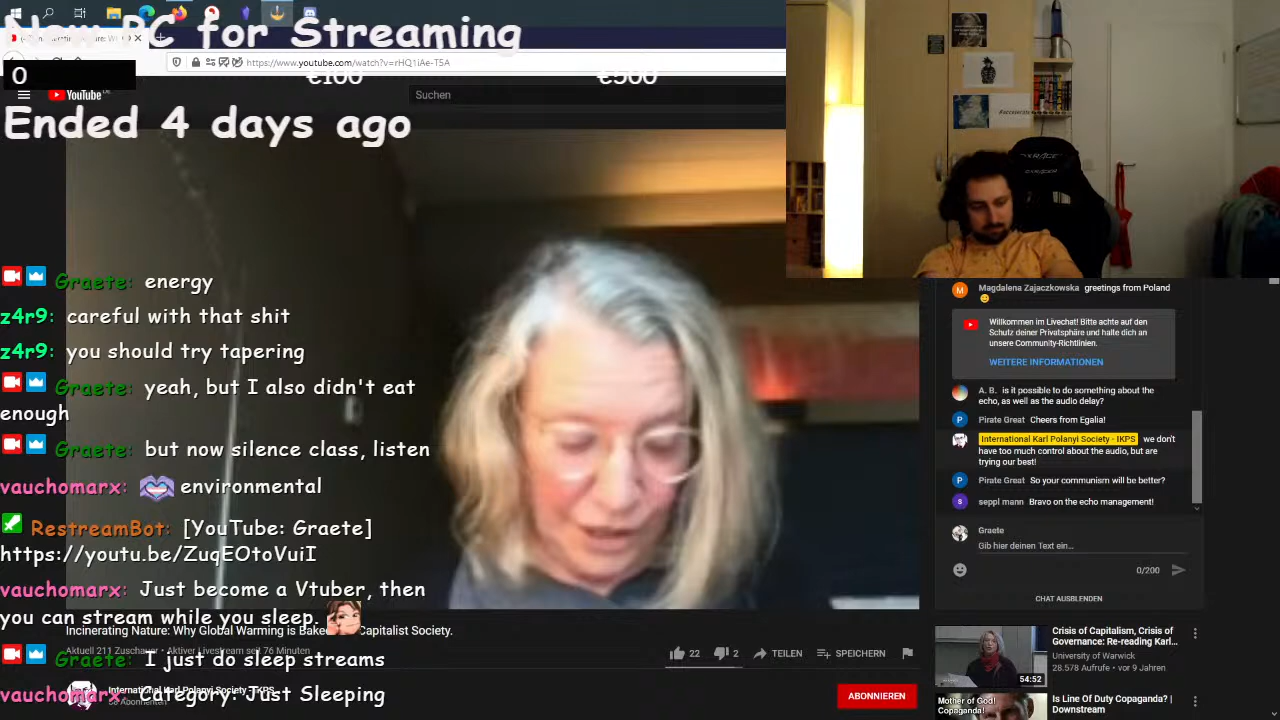 New PC for Streaming
https://www.youtube.com/watch?v=rHQ1iAe-T5A
0
€100
€500
YouTube
DE
Suchen
Ended 4 days ago
Graete: energy
z4r9: careful with that shit
z4r9: you should try tapering
Graete: yeah, but I also didn't eat
enough
Graete: but now silence class, listen
vauchomarx: environmental
RestreamBot: [YouTube: Graete]
https://youtu.be/ZuqEOtoVuiI
vauchomarx: Just become a Vtuber, then
you can stream while you sleep.
Incinerating Nature: Why Global Warming is Baked Capitalist Society.
Aktuell 211 Zuschauer • Aktiver Livestream seit 76 Minuten
Graete: I just do sleep streams
vauchomarx: Category: Just Sleeping
International Karl Polanyi Society - IKPS
22
2
TEILEN
SPEICHERN
ABONNIEREN
Magdalena Zajaczkowska greetings from Poland
Willkommen im Livechat! Bitte achte auf den
Schutz deiner Privatsphäre und halte dich an
unsere Community-Richtlinien.
WEITERE INFORMATIONEN
A. B. is it possible to do something about the
echo, as well as the audio delay?
Pirate Great Cheers from Egalia!
International Karl Polanyi Society - IKPS we don't
have too much control about the audio, but are
trying our best!
Pirate Great So your communism will be better?
seppl mann Bravo on the echo management!
Graete
Gib hier deinen Text ein...
0/200
CHAT AUSBLENDEN
Crisis of Capitalism, Crisis of
Governance: Re-reading Karl...
University of Warwick
28.578 Aufrufe • vor 9 Jahren
54:52
Mother of God!
Copaganda!
Is Line Of Duty Copaganda? |
Downstream